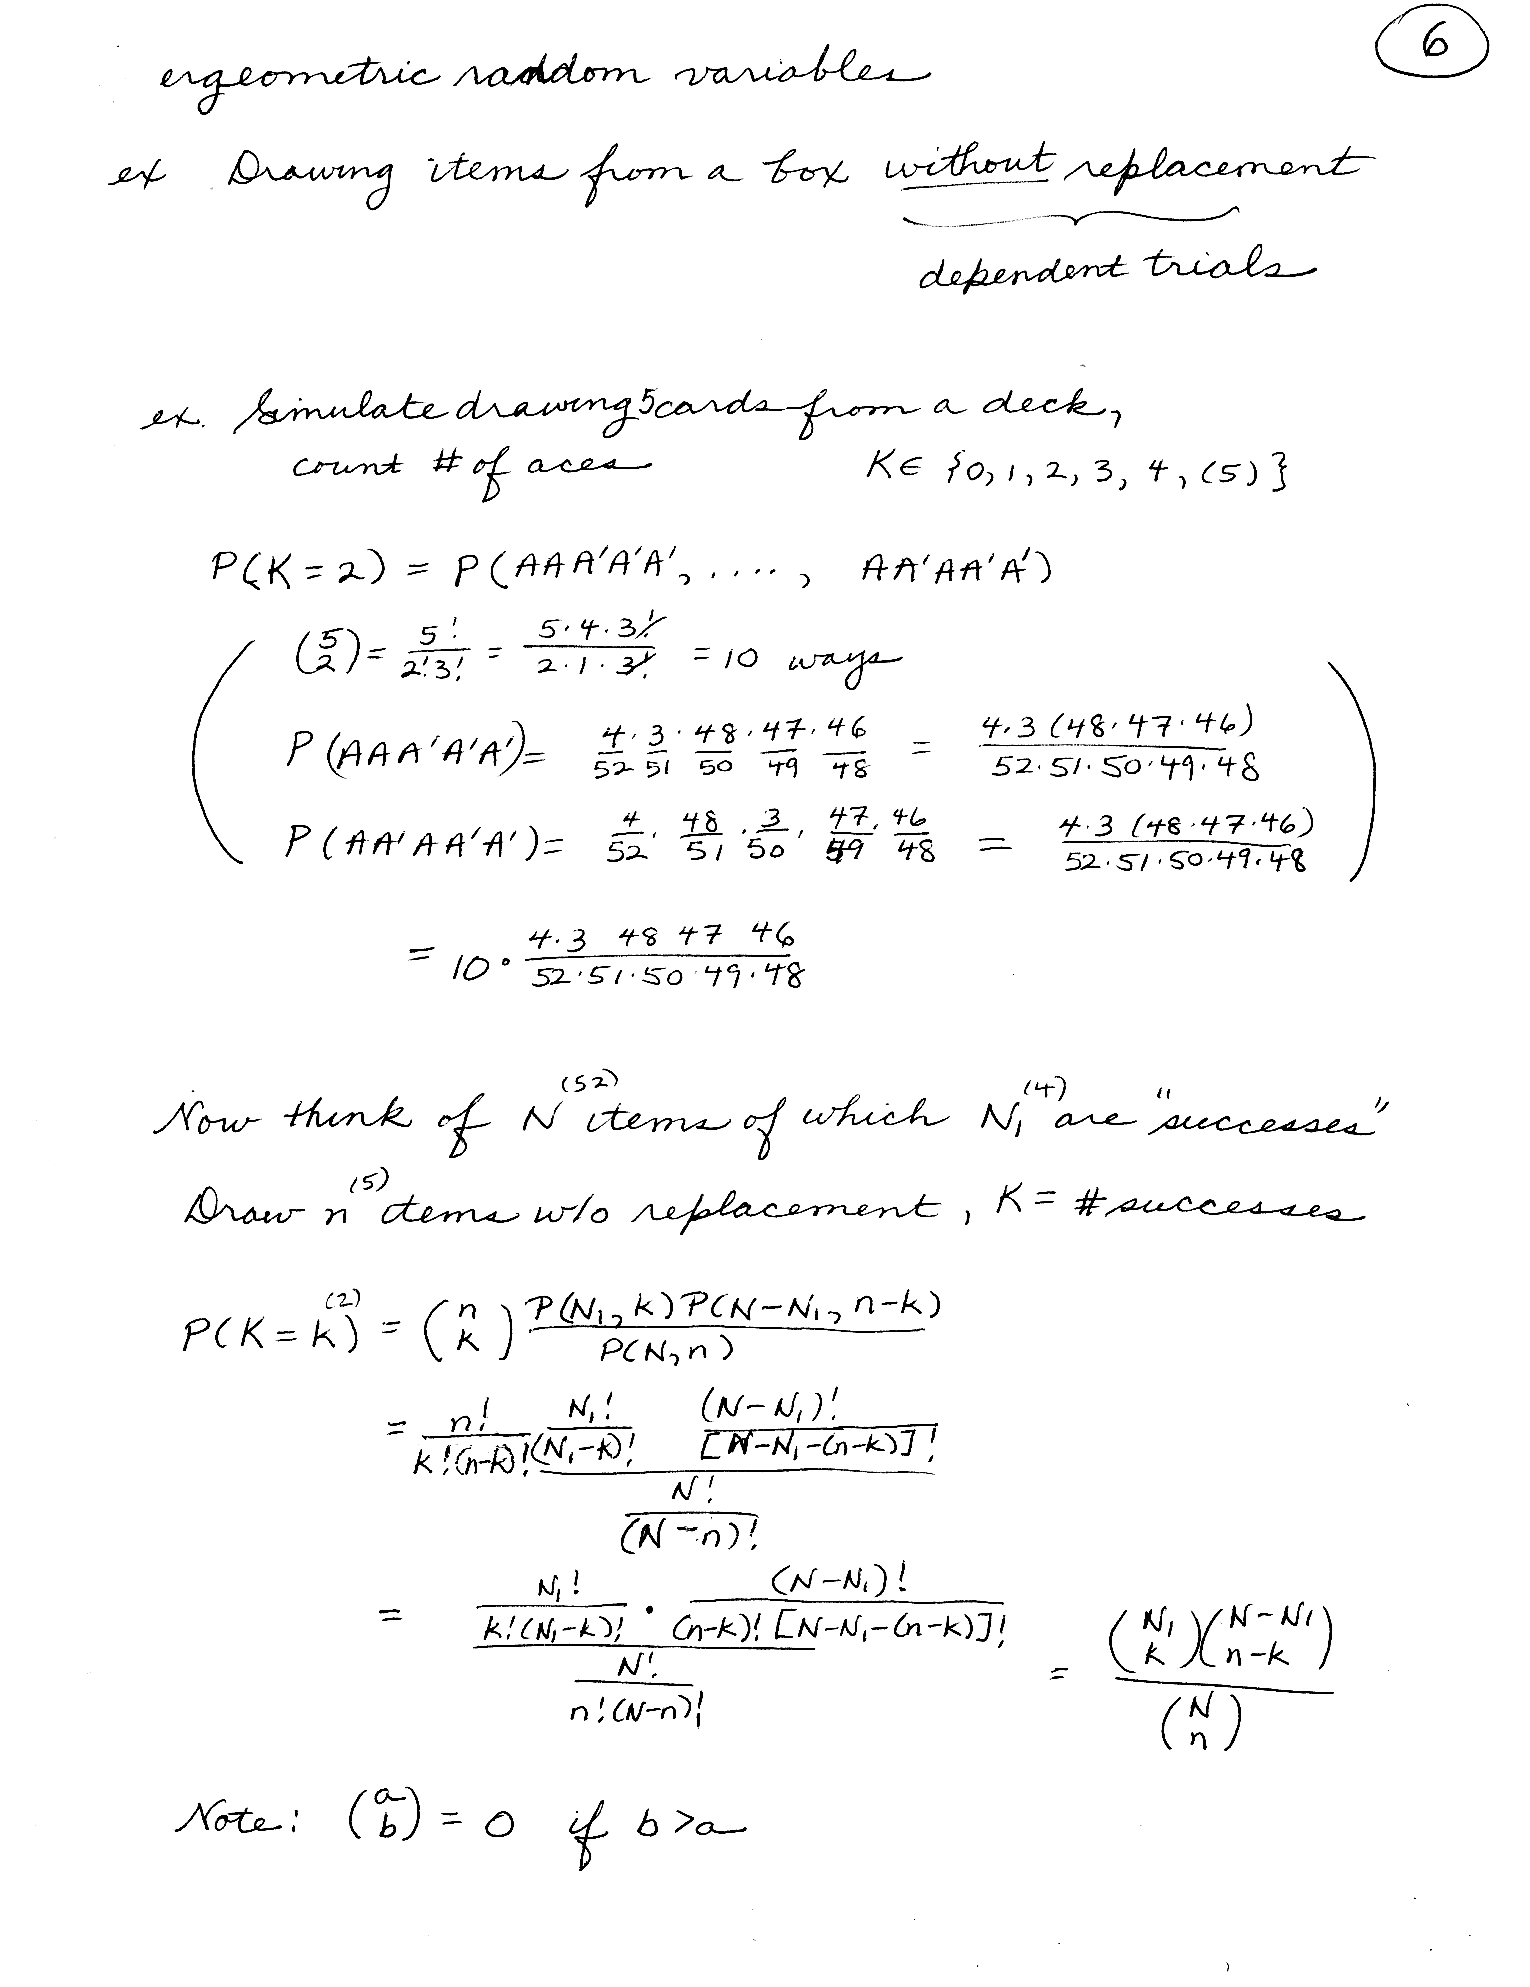 6
ergeometric random variables
ex Drawing items from a box without replacement
dependent trials
ex. Simulate drawing 5 cards from a deck,
count # of aces K ∈ {0, 1, 2, 3, 4, (5)}
P(K = 2) = P(AAA'A'A', ...., AA'AA'A')
(5 2) = 5!/2!3! = 5·4·3!/2·1·3! = 10 ways
P(AAA'A'A') = 4/52 · 3/51 · 48/50 · 47/49 · 46/48 = 4·3(48·47·46)/52·51·50·49·48
P(AA'AA'A') = 4/52 · 48/51 · 3/50 · 47/49 · 46/48 = 4·3(48·47·46)/52·51·50·49·48
= 10 · 4·3 48 47 46/52·51·50·49·48
Now think of N (52) items of which N₁ (4) are "successes"
Draw n (5) items w/o replacement, K = # successes
P(K = k (2)) = (n k) P(N₁, k) P(N-N₁, n-k)/P(N, n)
= n!/k!(n-k)! N₁!/(N₁-k)! (N-N₁)!/[N-N₁-(n-k)]! / N!/(N-n)!
= N₁!/k!(N₁-k)! · (N-N₁)!/(n-k)![N-N₁-(n-k)]! / N!/n!(N-n)! = (N₁ k)(N-N₁ n-k)/(N n)
Note: (a b) = 0 if b>a